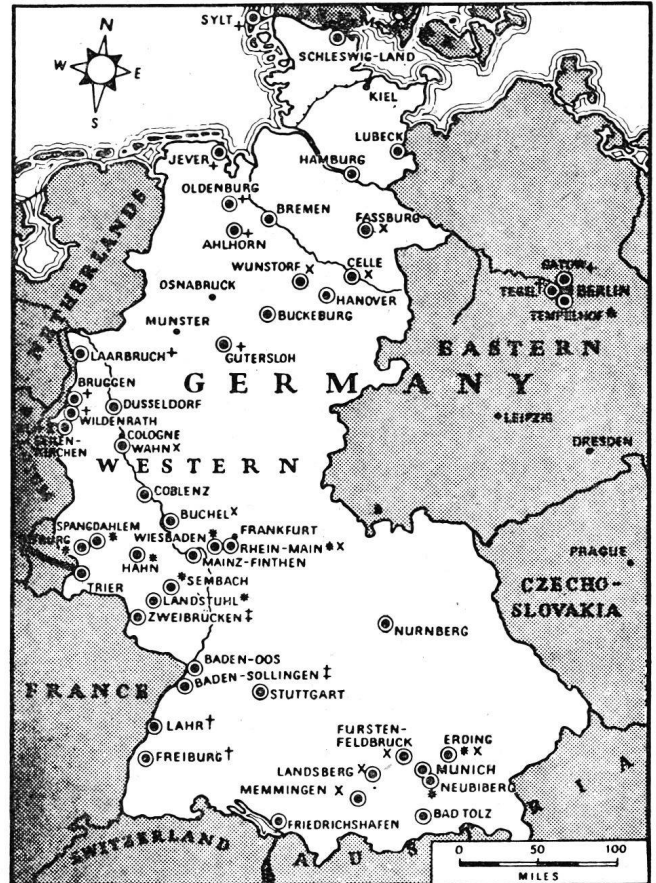 N
W E
S
SYLT +
SCHLESWIG-LAND
KIEL
LUBECK
HAMBURG
JEVER +
OLDENBURG +
BREMEN
FASSBURG X
AHLHORN +
WUNSTORF X
CELLE X
GATOW +
TEGEL † BERLIN
TEMPELHOF *
OSNABRUCK
HANOVER
BUCKEBURG
MUNSTER
NETHERLANDS
EASTERN
LAARBRUCH +
GUTERSLOH +
GERMANY
BRUGGEN +
DUSSELDORF
WILDENRATH +
LEIPZIG
COLOGNE
WAHN X
DRESDEN
WESTERN
COBLENZ
BUCHEL X
SPANGDAHLEM *
WIESBADEN *
FRANKFURT
RHEIN-MAIN * X
HAHN *
MAINZ-FINTHEN
PRAGUE
TRIER
SEMBACH *
LANDSTUHL *
ZWEIBRUCKEN ‡
CZECHO-
SLOVAKIA
NURNBERG
BADEN-OOS
BADEN-SOLLINGEN ‡
FRANCE
STUTTGART
LAHR †
FURSTEN-
FELDBRUCK X
ERDING * X
FREIBURG †
LANDSBERG X
MUNICH
NEUBIBERG *
MEMMINGEN X
FRIEDRICHSHAFEN
BAD TOLZ
SWITZERLAND
AUSTRIA
0 50 100
MILES